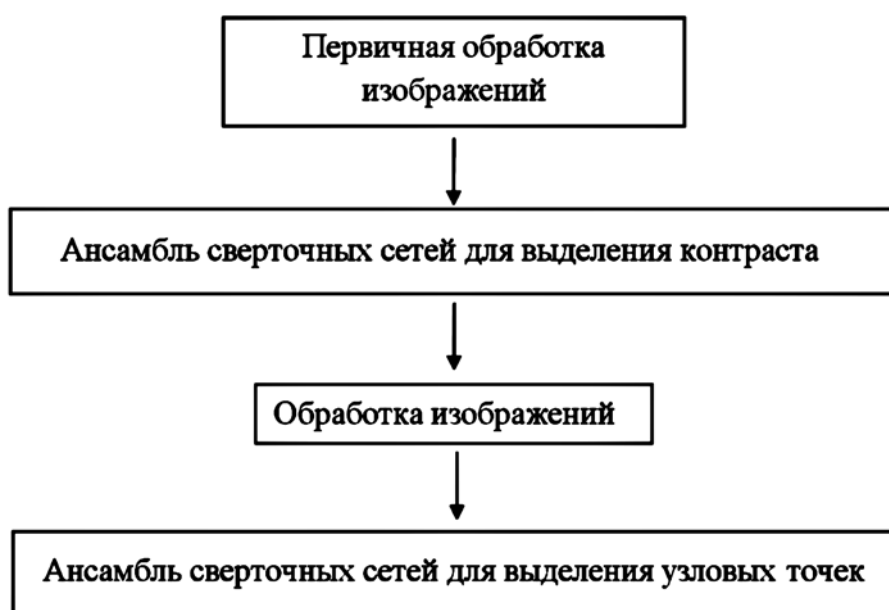 Первичная обработка
изображений
Ансамбль сверточных сетей для выделения контраста
Обработка изображений
Ансамбль сверточных сетей для выделения узловых точек